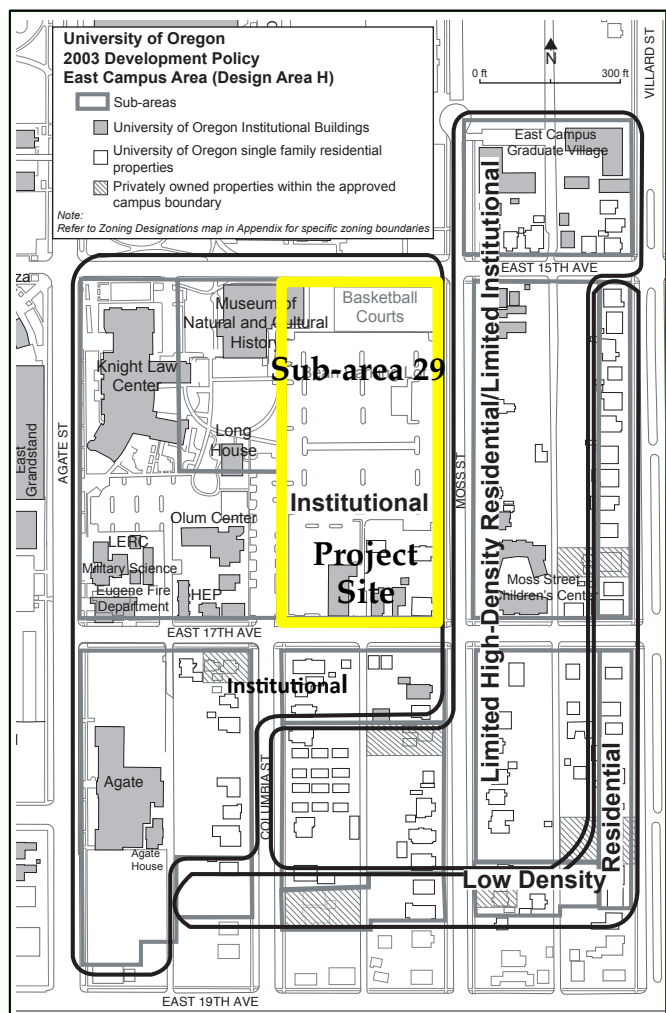 University of Oregon
2003 Development Policy
East Campus Area (Design Area H)
Sub-areas
University of Oregon Institutional Buildings
University of Oregon single family residential
properties
Privately owned properties within the approved
campus boundary
Note:
Refer to Zoning Designations map in Appendix for specific zoning boundaries
0 ft
300 ft
N
VILLARD ST
East Campus
Graduate Village
EAST 15TH AVE
za
Museum of
Natural and Cultural
History
Basketball
Courts
Knight Law
Center
Sub-area 29
Long
House
East
Grandstand
AGATE ST
MOSS ST
Limited High-Density Residential/Limited Institutional
Institutional
Olum Center
Project
Site
LERC
Military Science
Eugene Fire
Department
HEP
Moss Street
Children's Center
EAST 17TH AVE
Institutional
COLUMBIA ST
Agate
Agate
House
Low Density
Residential
EAST 19TH AVE